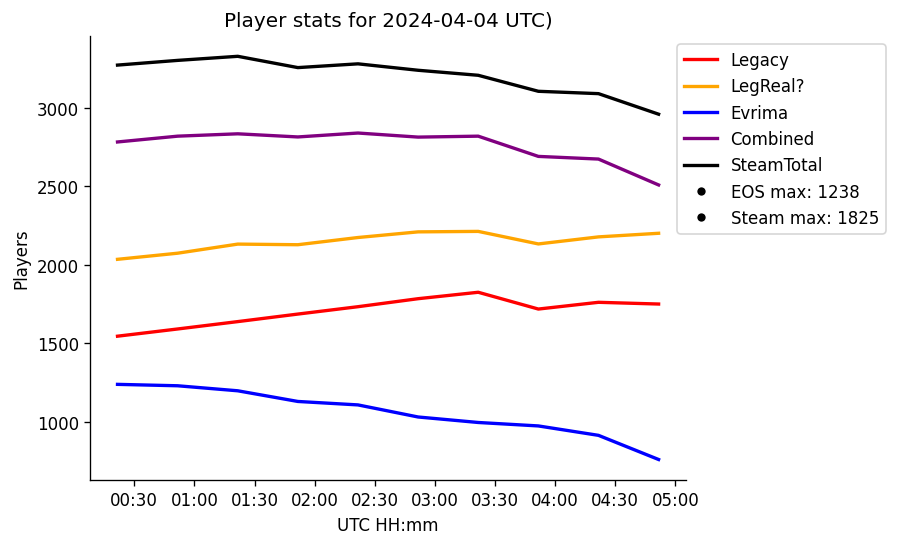 Player stats for 2024-04-04 UTC)
Legacy
LegReal?
Evrima
Combined
SteamTotal
EOS max: 1238
Steam max: 1825
Players
3000
2500
2000
1500
1000
00:30 01:00 01:30 02:00 02:30 03:00 03:30 04:00 04:30 05:00
UTC HH:mm